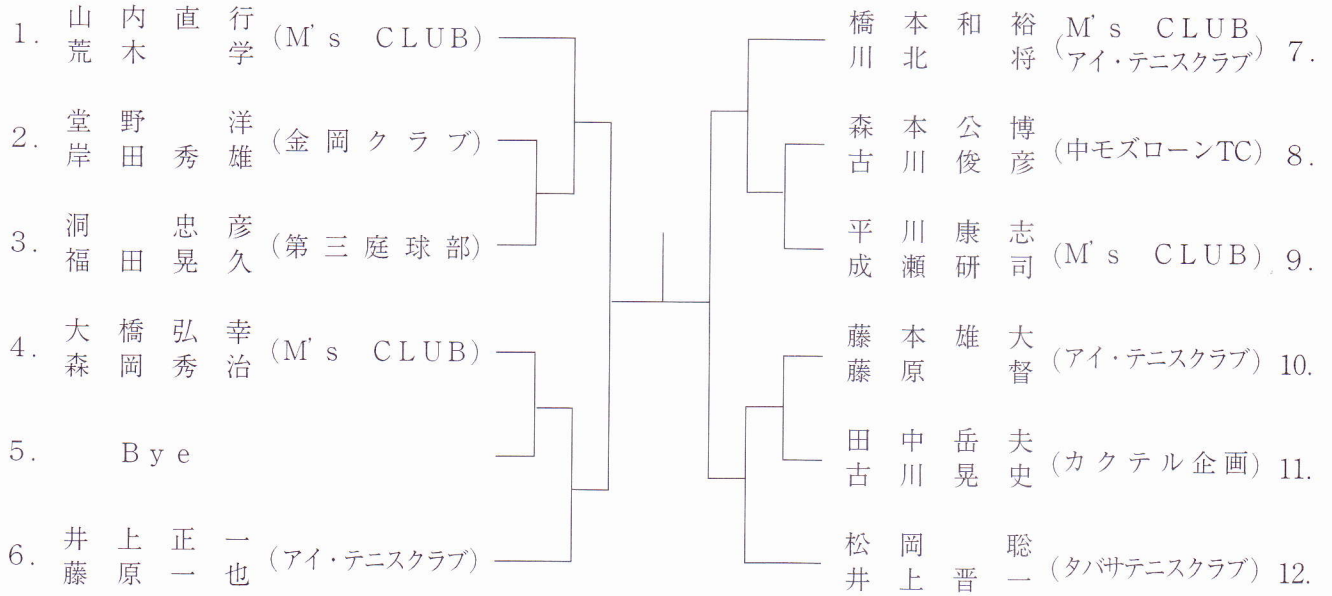 1. 山内直行 (M's CLUB)
荒木 学
2. 堂野 洋 (金岡クラブ)
岸田秀雄
3. 洞 忠彦 (第三庭球部)
福田晃久
4. 大橋弘幸 (M's CLUB)
森岡秀治
5. Bye
6. 井上正一 (アイ・テニスクラブ)
藤原一也
橋本和裕 (M's CLUB 7.
川北 将 アイ・テニスクラブ)
森本公博 (中モズローンTC) 8.
古川俊彦
平川康志 (M's CLUB) 9.
成瀬研司
藤本雄大 (アイ・テニスクラブ) 10.
藤原 督
田中岳夫 (カクテル企画) 11.
古川晃史
松岡 聡 (タバサテニスクラブ) 12.
井上晋一